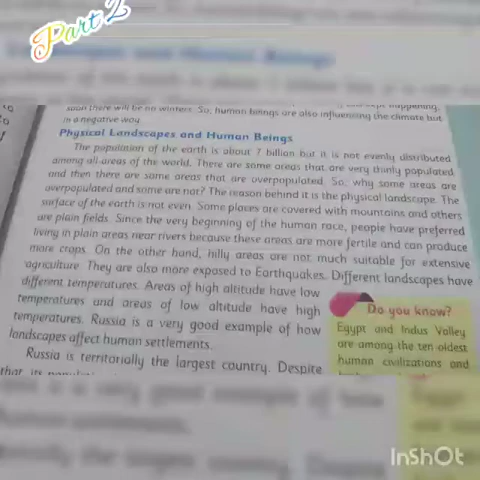 Part 2
soon there will be no winters. So, human beings are also influencing the climate but
in a negative way.
Physical Landscapes and Human Beings
The population of the earth is about 7 billion but it is not evenly distributed
among all areas of the world. There are some areas that are very thinly populated
and then there are some areas that are overpopulated. So, why some areas are
overpopulated and some are not? The reason behind it is the physical landscape. The
surface of the earth is not even. Some places are covered with mountains and others
are plain fields. Since the very beginning of the human race, people have preferred
living in plain areas near rivers because these areas are more fertile and can produce
more crops. On the other hand, hilly areas are not much suitable for extensive
agriculture. They are also more exposed to Earthquakes. Different landscapes have
different temperatures. Areas of high altitude have low
temperatures and areas of low altitude have high
temperatures. Russia is a very good example of how
landscapes affect human settlements.
Russia is territorially the largest country. Despite
that its
Do you know?
Egypt and Indus Valley
are among the ten oldest
human civilizations and
InShOt